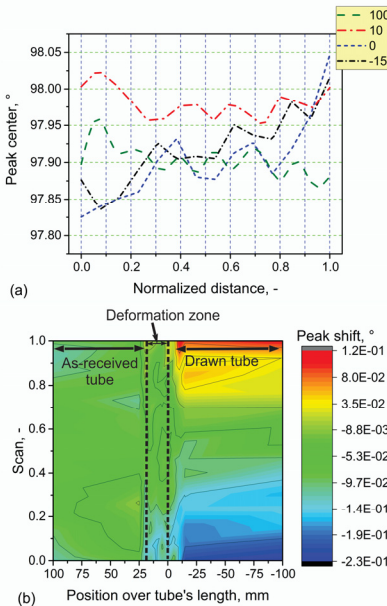 100
10
0
-15
98.05
98.00
97.95
97.90
97.85
97.80
Peak center, °
0.0 0.2 0.4 0.6 0.8 1.0
Normalized distance, -
(a)
Deformation zone
As-received tube
Drawn tube
1.0
0.8
0.6
0.4
0.2
0.0
Scan, -
100 75 50 25 0 -25 -50 -75 -100
Position over tube's length, mm
(b)
Peak shift, °
1.2E-01
8.0E-02
3.5E-02
-8.8E-03
-5.3E-02
-9.7E-02
-1.4E-01
-1.9E-01
-2.3E-01